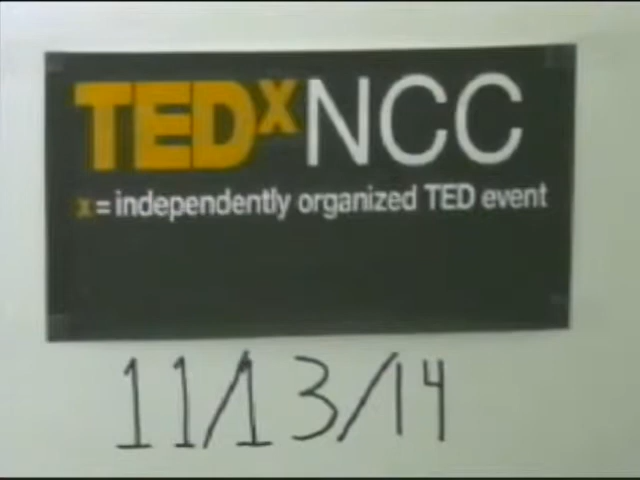 TEDxNCC
x = independently organized TED event
11/13/14